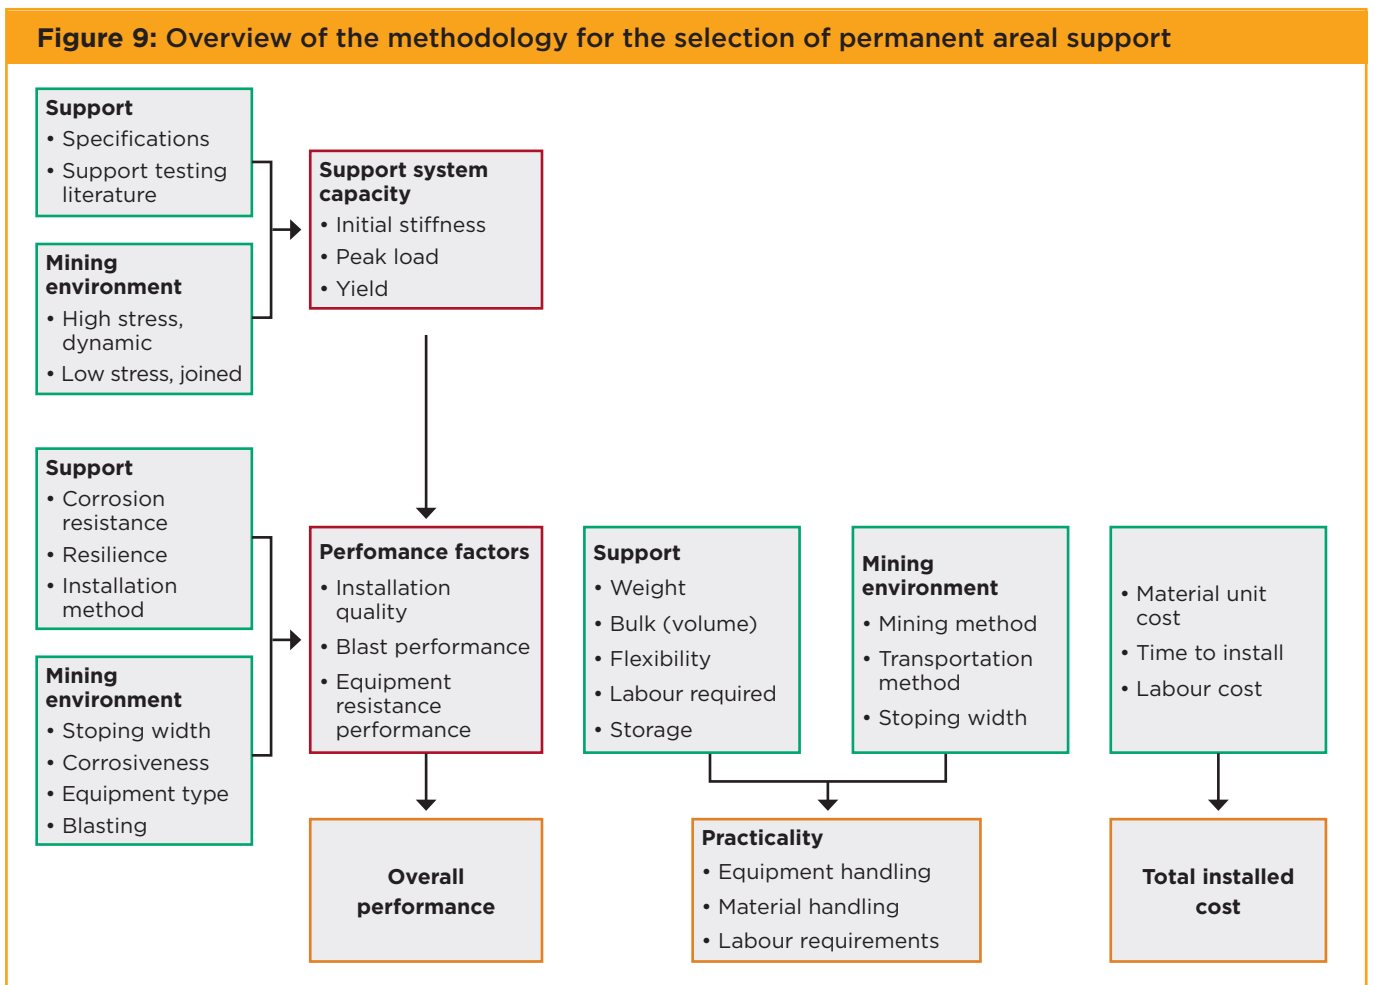 Figure 9: Overview of the methodology for the selection of permanent areal support
Support
• Specifications
• Support testing
literature
Mining
environment
• High stress,
dynamic
• Low stress, joined
Support system
capacity
• Initial stiffness
• Peak load
• Yield
Support
• Corrosion
resistance
• Resilience
• Installation
method
Mining
environment
• Stoping width
• Corrosiveness
• Equipment type
• Blasting
Perfomance factors
• Installation
quality
• Blast performance
• Equipment
resistance
performance
Support
• Weight
• Bulk (volume)
• Flexibility
• Labour required
• Storage
Mining
environment
• Mining method
• Transportation
method
• Stoping width
• Material unit
cost
• Time to install
• Labour cost
Overall
performance
Practicality
• Equipment handling
• Material handling
• Labour requirements
Total installed
cost